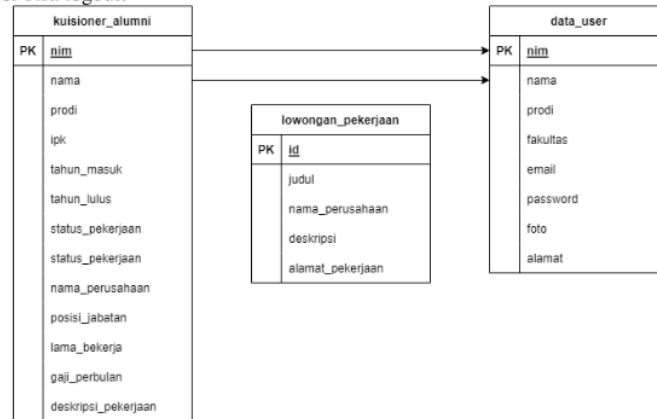 kuisioner_alumni
PK nim
nama
prodi
ipk
tahun_masuk
tahun_lulus
status_pekerjaan
status_pekerjaan
nama_perusahaan
posisi_jabatan
lama_bekerja
gaji_perbulan
deskripsi_pekerjaan
lowongan_pekerjaan
PK id
judul
nama_perusahaan
deskripsi
alamat_pekerjaan
data_user
PK nim
nama
prodi
fakultas
email
password
foto
alamat